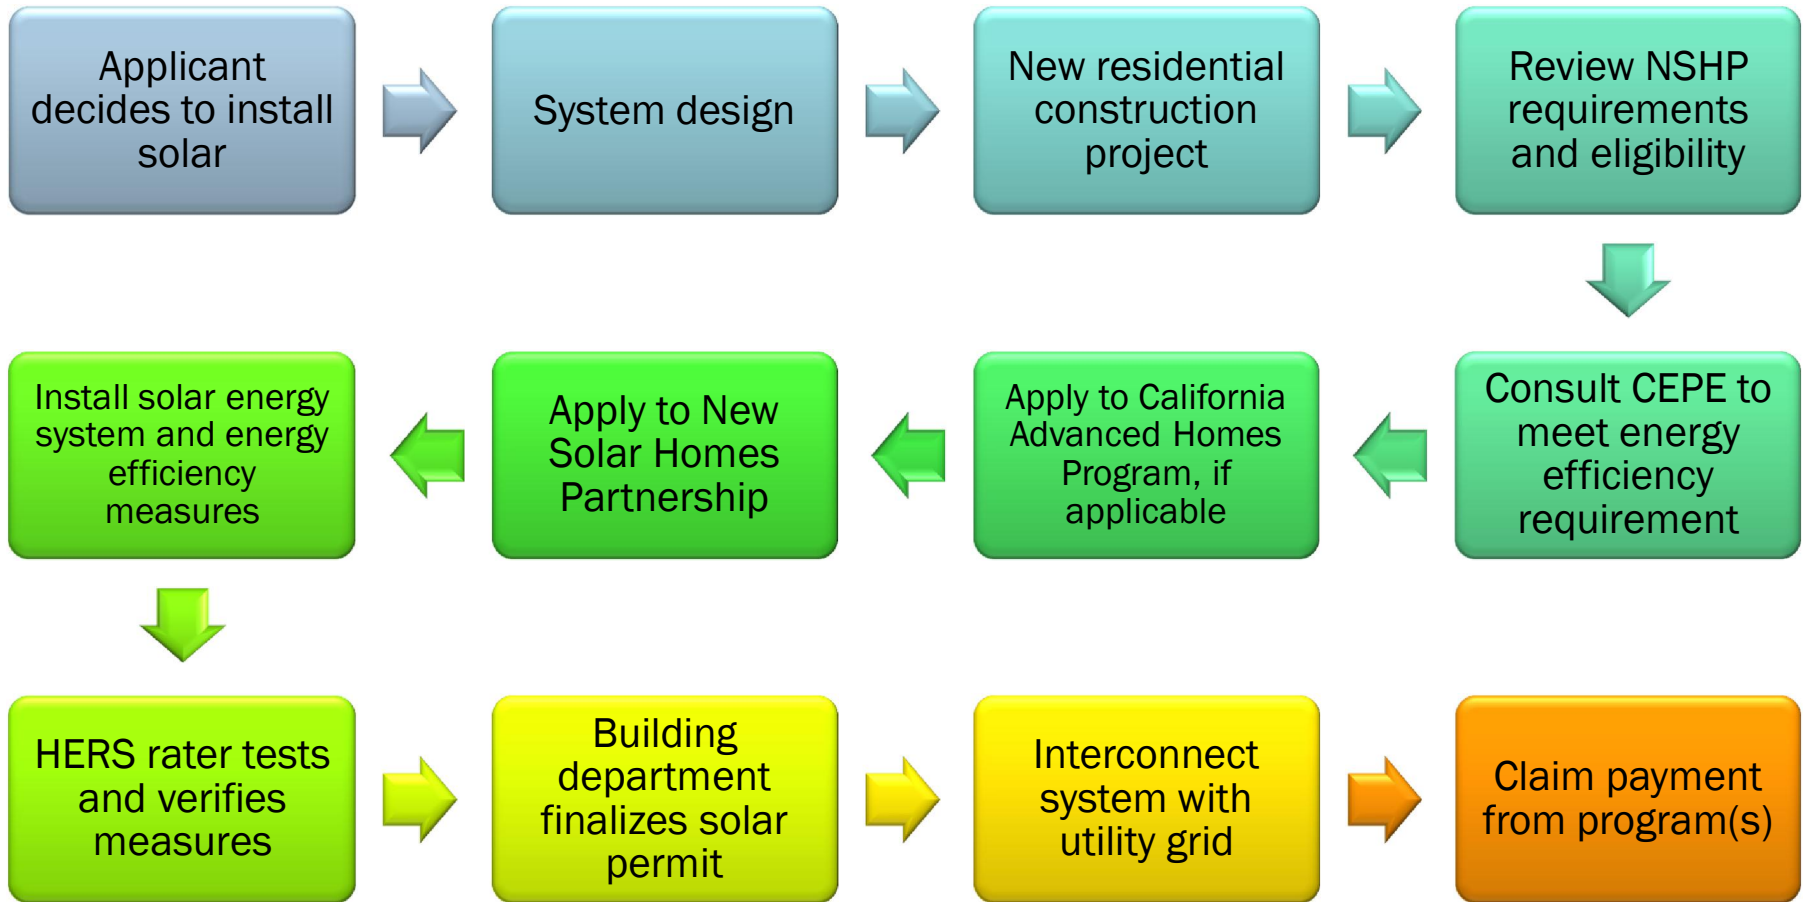 Applicant
decides to install
solar
System design
New residential
construction
project
Review NSHP
requirements
and eligibility
Consult CEPE to
meet energy
efficiency
requirement
Apply to California
Advanced Homes
Program, if
applicable
Apply to New
Solar Homes
Partnership
Install solar energy
system and energy
efficiency
measures
HERS rater tests
and verifies
measures
Building
department
finalizes solar
permit
Interconnect
system with
utility grid
Claim payment
from program(s)